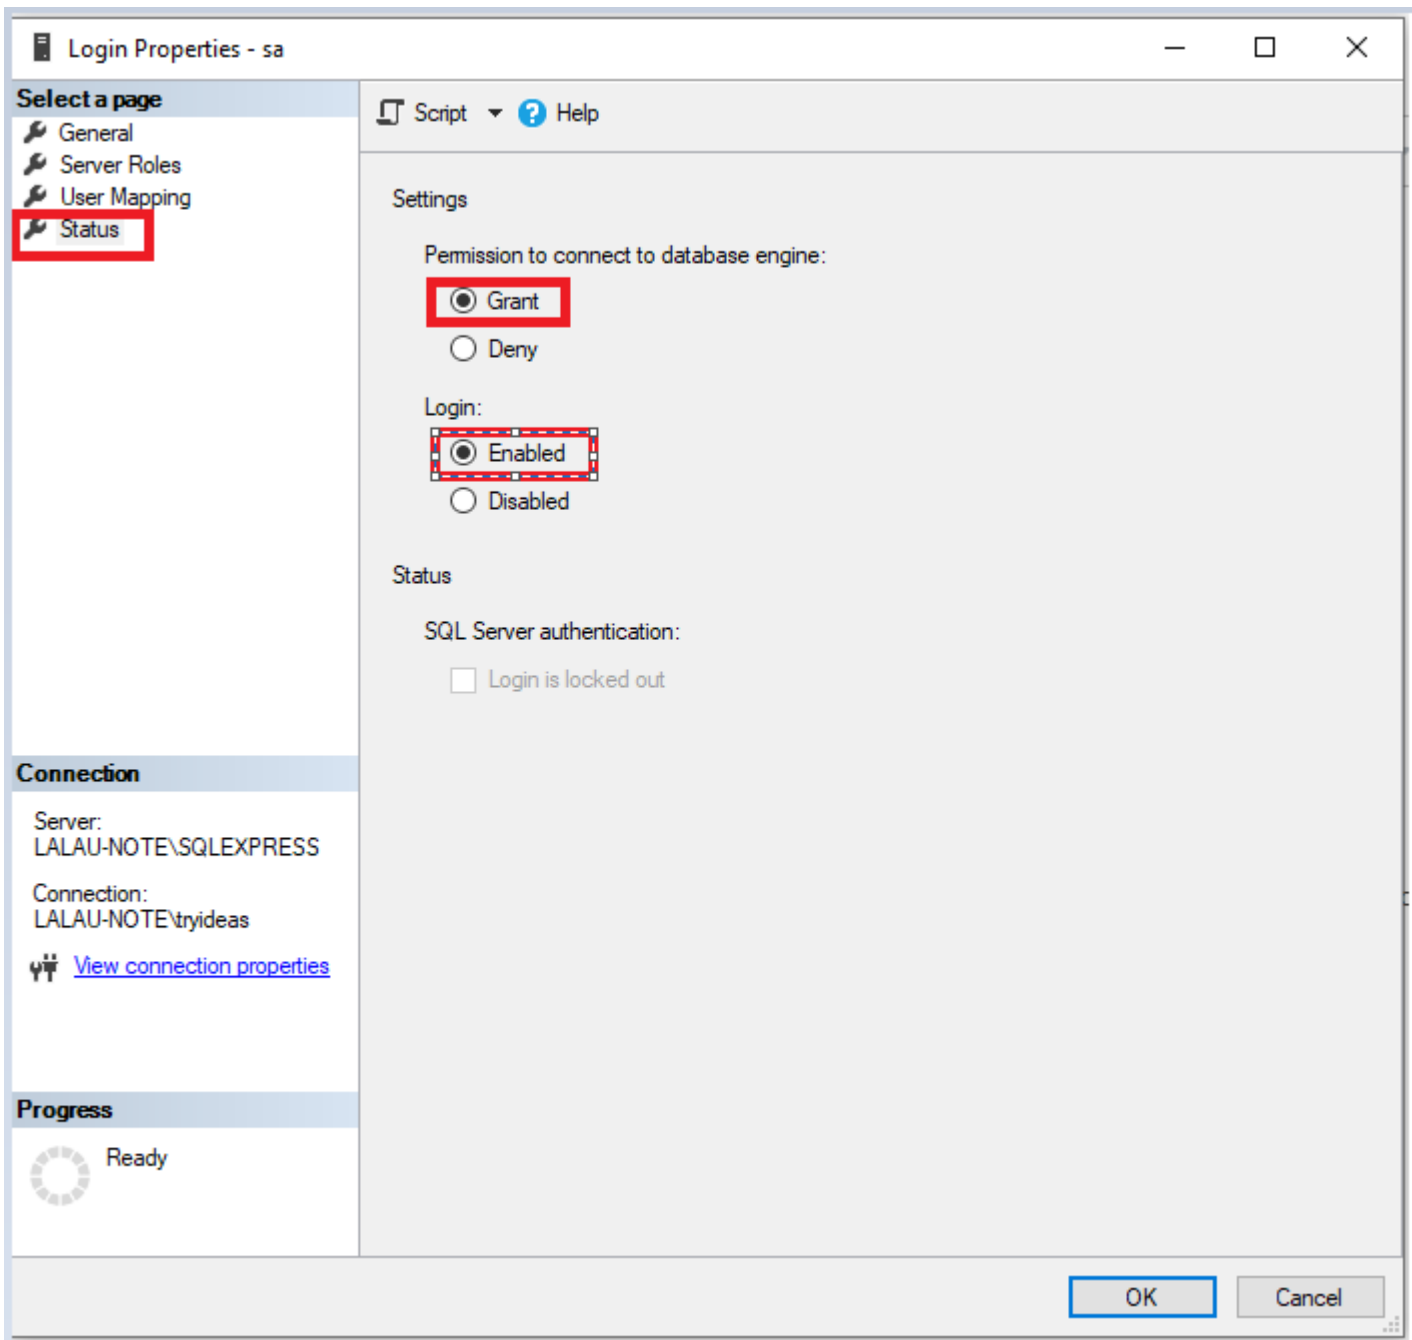 Login Properties - sa
Select a page
General
Server Roles
User Mapping
Status
Script
Help
Settings
Permission to connect to database engine:
Grant
Deny
Login:
Enabled
Disabled
Status
SQL Server authentication:
Login is locked out
Connection
Server:
LALAU-NOTE\SQLEXPRESS
Connection:
LALAU-NOTE\tryideas
View connection properties
Progress
Ready
OK
Cancel